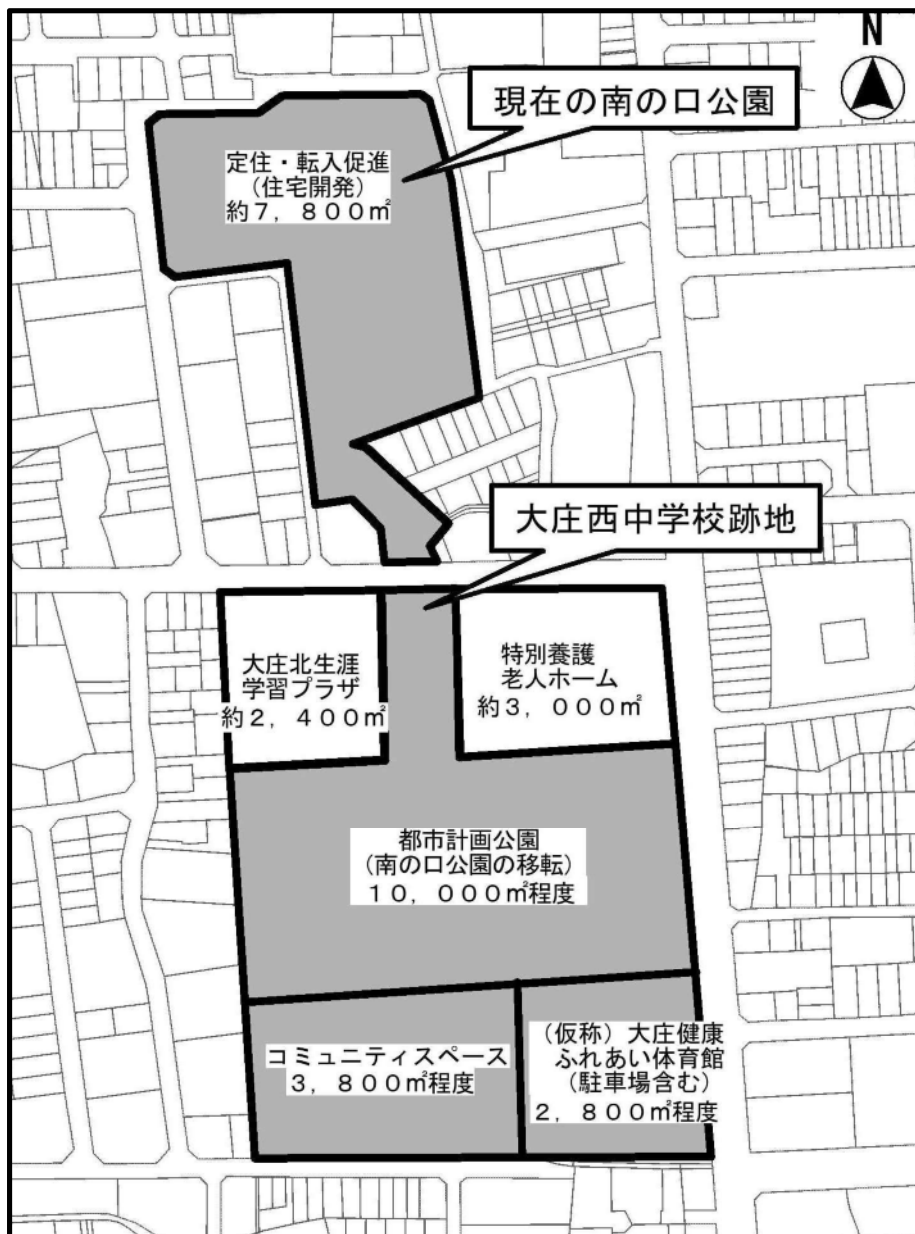 N
現在の南の口公園
定住・転入促進
（住宅開発）
約７，８００㎡
大庄西中学校跡地
大庄北生涯
学習プラザ
約２，４００㎡
特別養護
老人ホーム
約３，０００㎡
都市計画公園
（南の口公園の移転）
１０，０００㎡程度
コミュニティスペース
３，８００㎡程度
（仮称）大庄健康
ふれあい体育館
（駐車場含む）
２，８００㎡程度